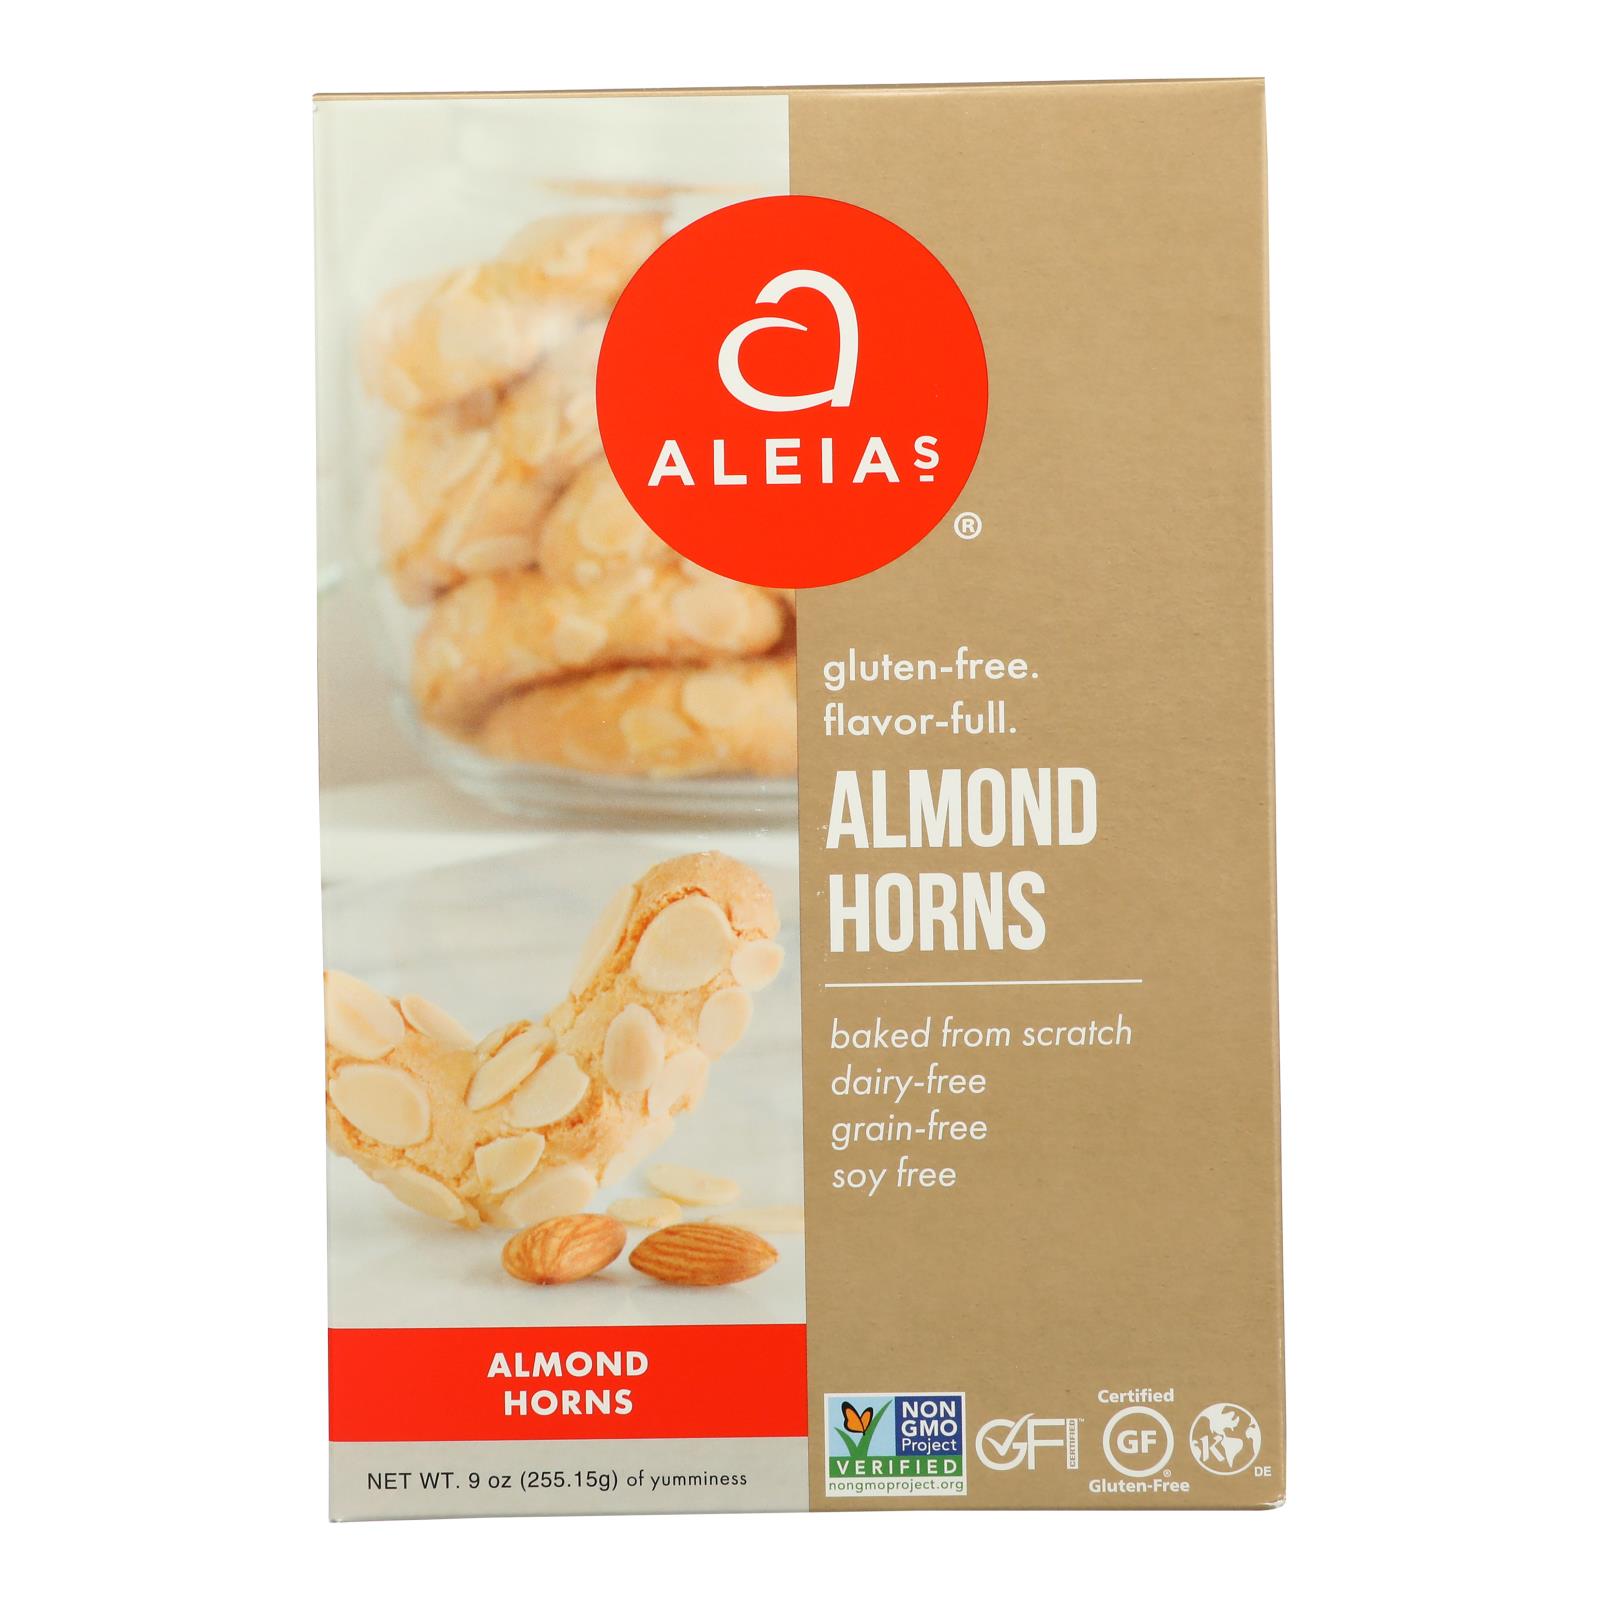 a
ALEIAS
®
gluten-free.
flavor-full.
ALMOND
HORNS
baked from scratch
dairy-free
grain-free
soy free
ALMOND
HORNS
NET WT. 9 oz (255.15g) of yumminess
NON
GMO
Project
VERIFIED
nongmoproject.org
GF
CERTIFIED
™
Certified
GF
®
Gluten-Free
K
DE